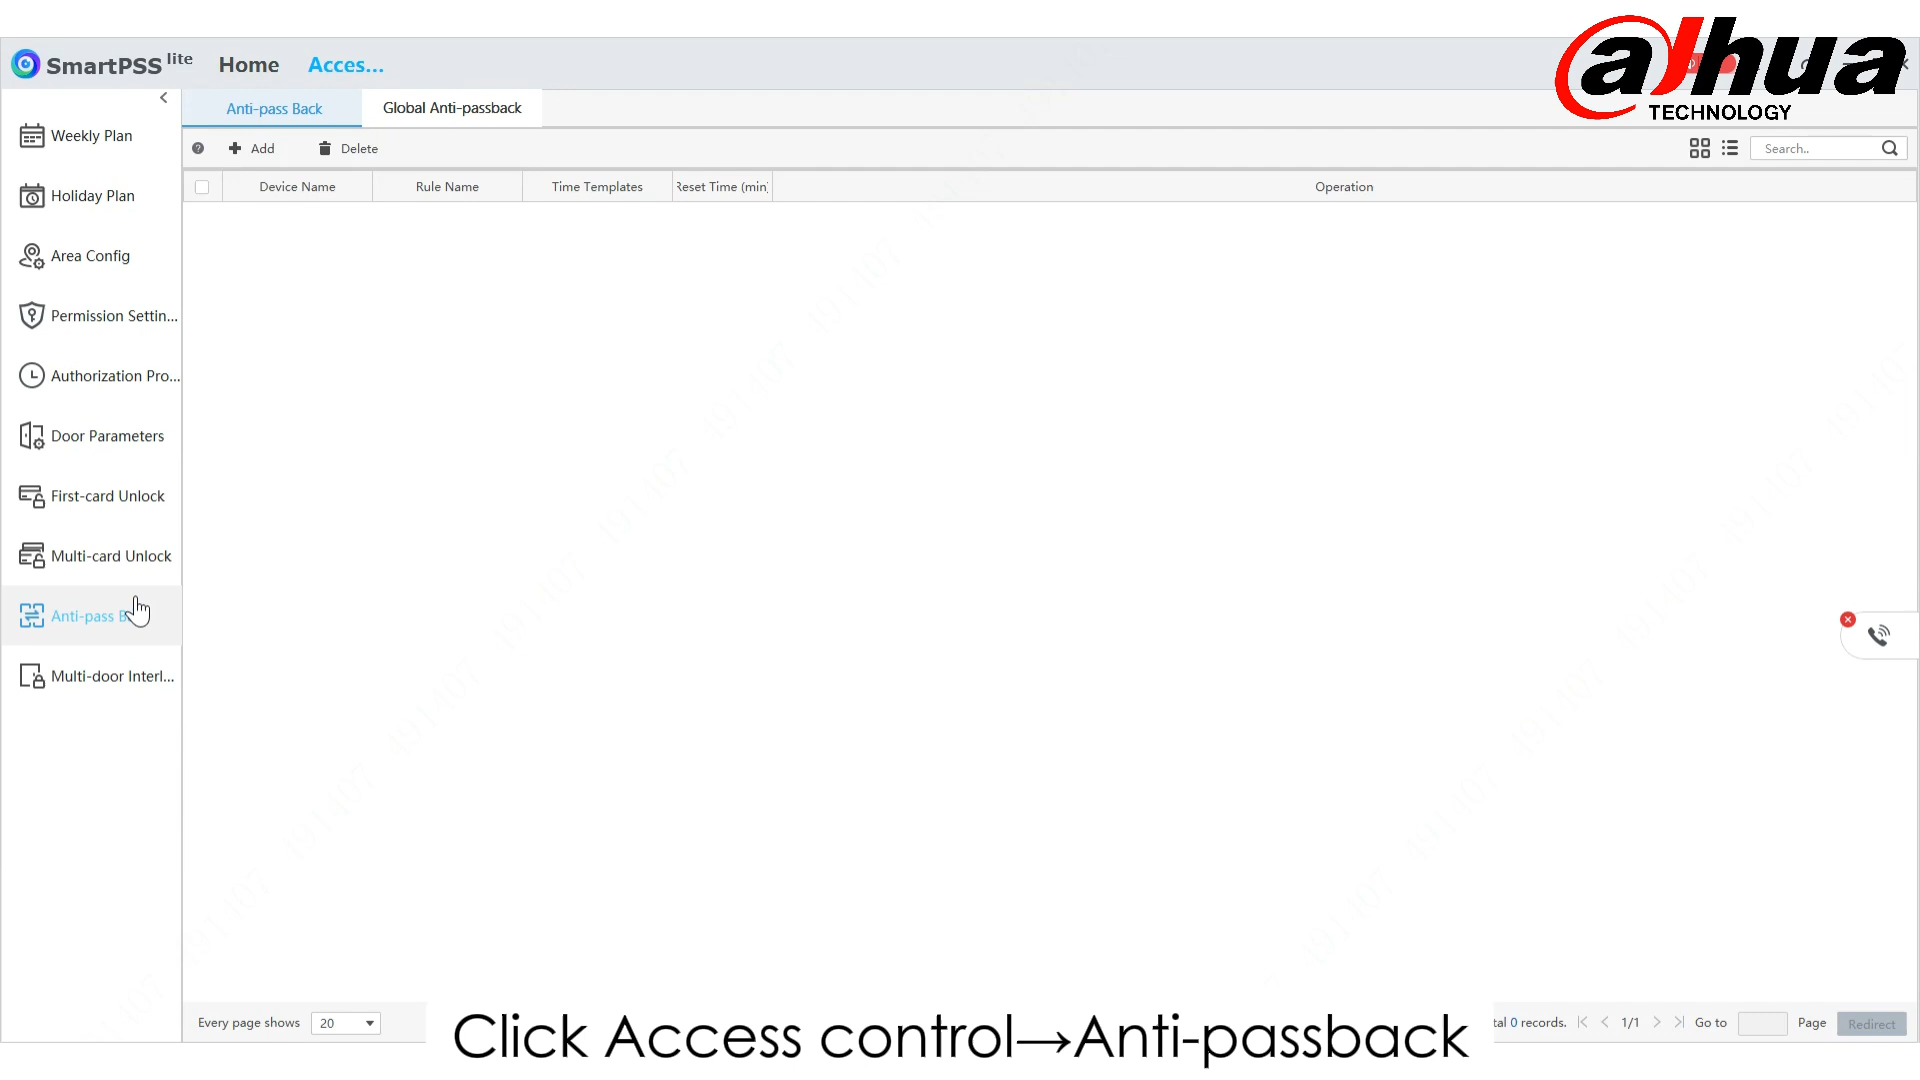 alhua
TECHNOLOGY
SmartPSS lite Home Acces...
Anti-pass Back Global Anti-passback
Add Delete Search..
Device Name Rule Name Time Templates Reset Time (min) Operation
Weekly Plan
Holiday Plan
Area Config
Permission Settin...
Authorization Pro...
Door Parameters
First-card Unlock
Multi-card Unlock
Anti-pass B
Multi-door Interl...
Every page shows 20 tal 0 records. 1/1 Go to Page Redirect
Click Access control→Anti-passback